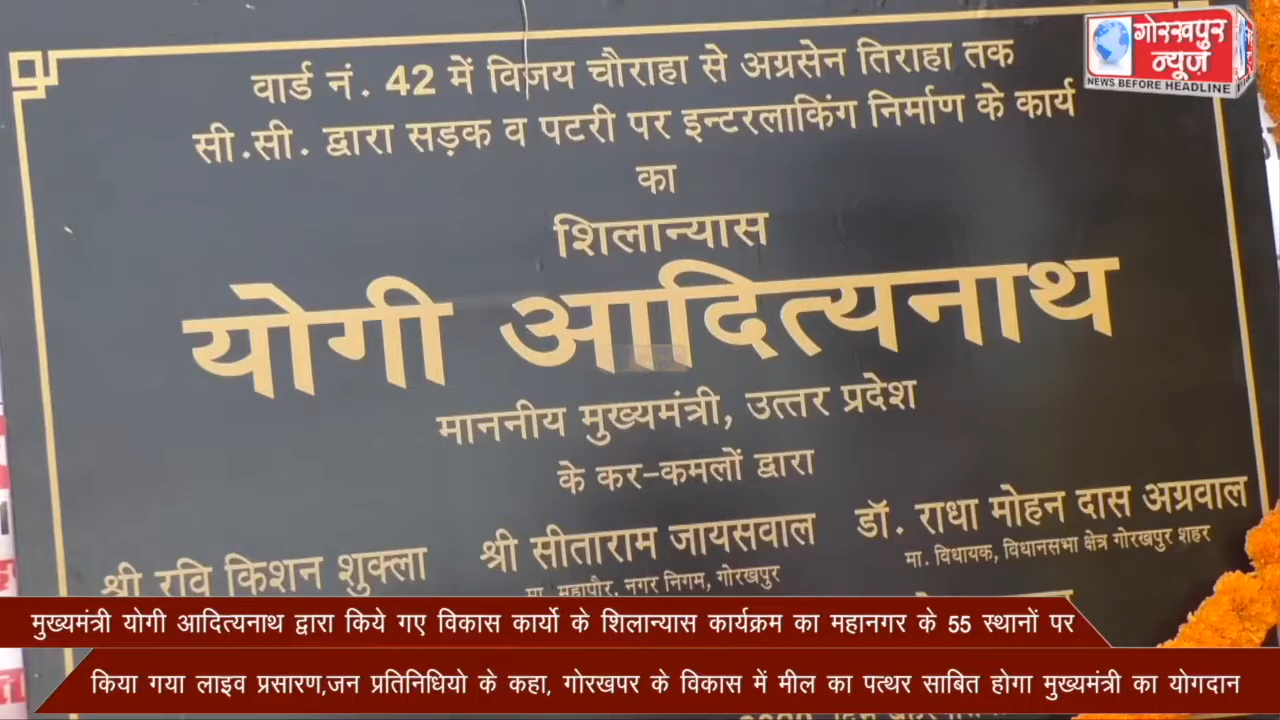 वार्ड नं. 42 में विजय चौराहा से अग्रसेन तिराहा तक
सी.सी. द्वारा सड़क व पटरी पर इन्टरलाकिंग निर्माण के कार्य
का
शिलान्यास
योगी आदित्यनाथ
माननीय मुख्यमंत्री, उत्तर प्रदेश
के कर-कमलों द्वारा
श्री रवि किशन शुक्ला
श्री सीताराम जायसवाल
मा. महापौर, नगर निगम, गोरखपुर
डॉ. राधा मोहन दास अग्रवाल
मा. विधायक, विधानसभा क्षेत्र गोरखपुर शहर
गोरखपुर
न्यूज़
NEWS BEFORE HEADLINE
मुख्यमंत्री योगी आदित्यनाथ द्वारा किये गए विकास कार्यो के शिलान्यास कार्यक्रम का महानगर के 55 स्थानों पर
किया गया लाइव प्रसारण,जन प्रतिनिधियो के कहा, गोरखपर के विकास में मील का पत्थर साबित होगा मुख्यमंत्री का योगदान